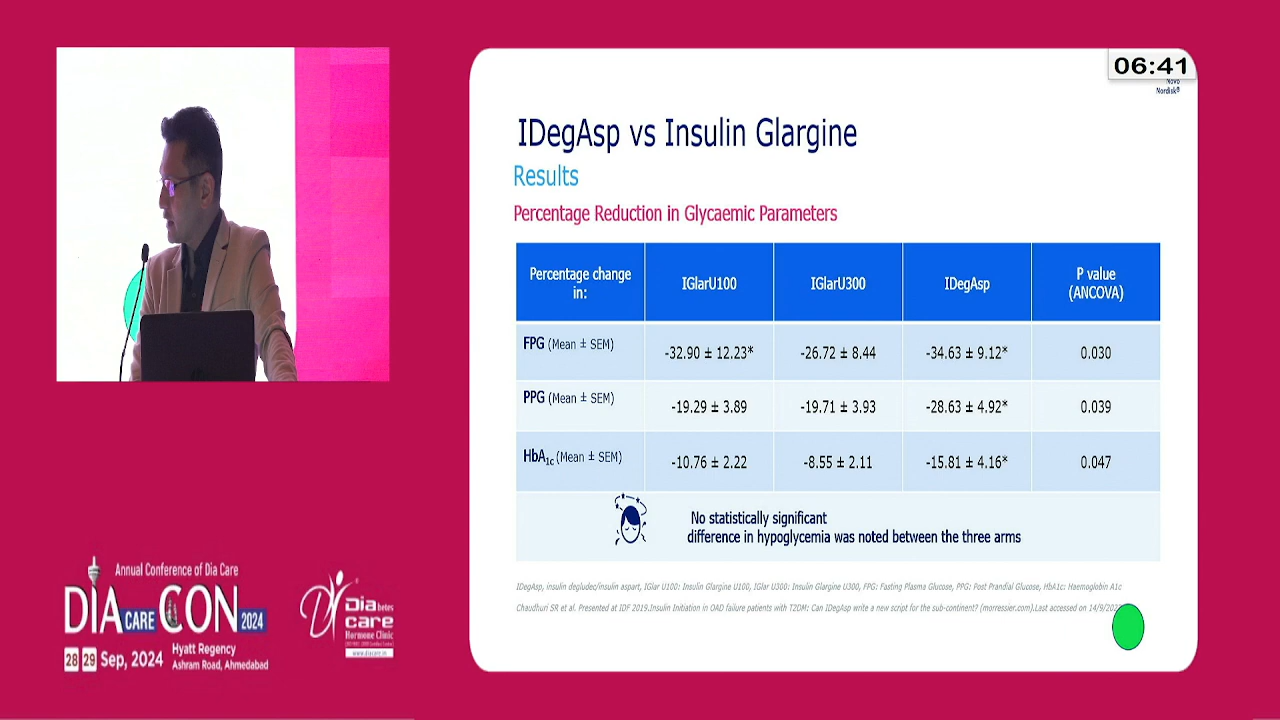 06:41
Novo
Nordisk®
IDegAsp vs Insulin Glargine
Results
Percentage Reduction in Glycaemic Parameters
Percentage change in: IGlarU100 IGlarU300 IDegAsp P value (ANCOVA)
FPG (Mean ± SEM) -32.90 ± 12.23* -26.72 ± 8.44 -34.63 ± 9.12* 0.030
PPG (Mean ± SEM) -19.29 ± 3.89 -19.71 ± 3.93 -28.63 ± 4.92* 0.039
HbA1c (Mean ± SEM) -10.76 ± 2.22 -8.55 ± 2.11 -15.81 ± 4.16* 0.047
No statistically significant
difference in hypoglycemia was noted between the three arms
IDegAsp, insulin degludec/insulin aspart, IGlar U100: Insulin Glargine U100, IGlar U300: Insulin Glargine U300, FPG: Fasting Plasma Glucose, PPG: Post Prandial Glucose, HbA1c: Haemoglobin A1c
Chaudhuri SR et al. Presented at IDF 2019.Insulin Initiation in OAD failure patients with T2DM: Can IDegAsp write a new script for the sub-continent? (morressier.com).Last accessed on
Annual Conference of Dia Care
DIA CARE CON 2024
28 29 Sep, 2024
Hyatt Regency
Ashram Road, Ahmedabad
Diabetes
care
Hormone Clinic
www.diacare.in